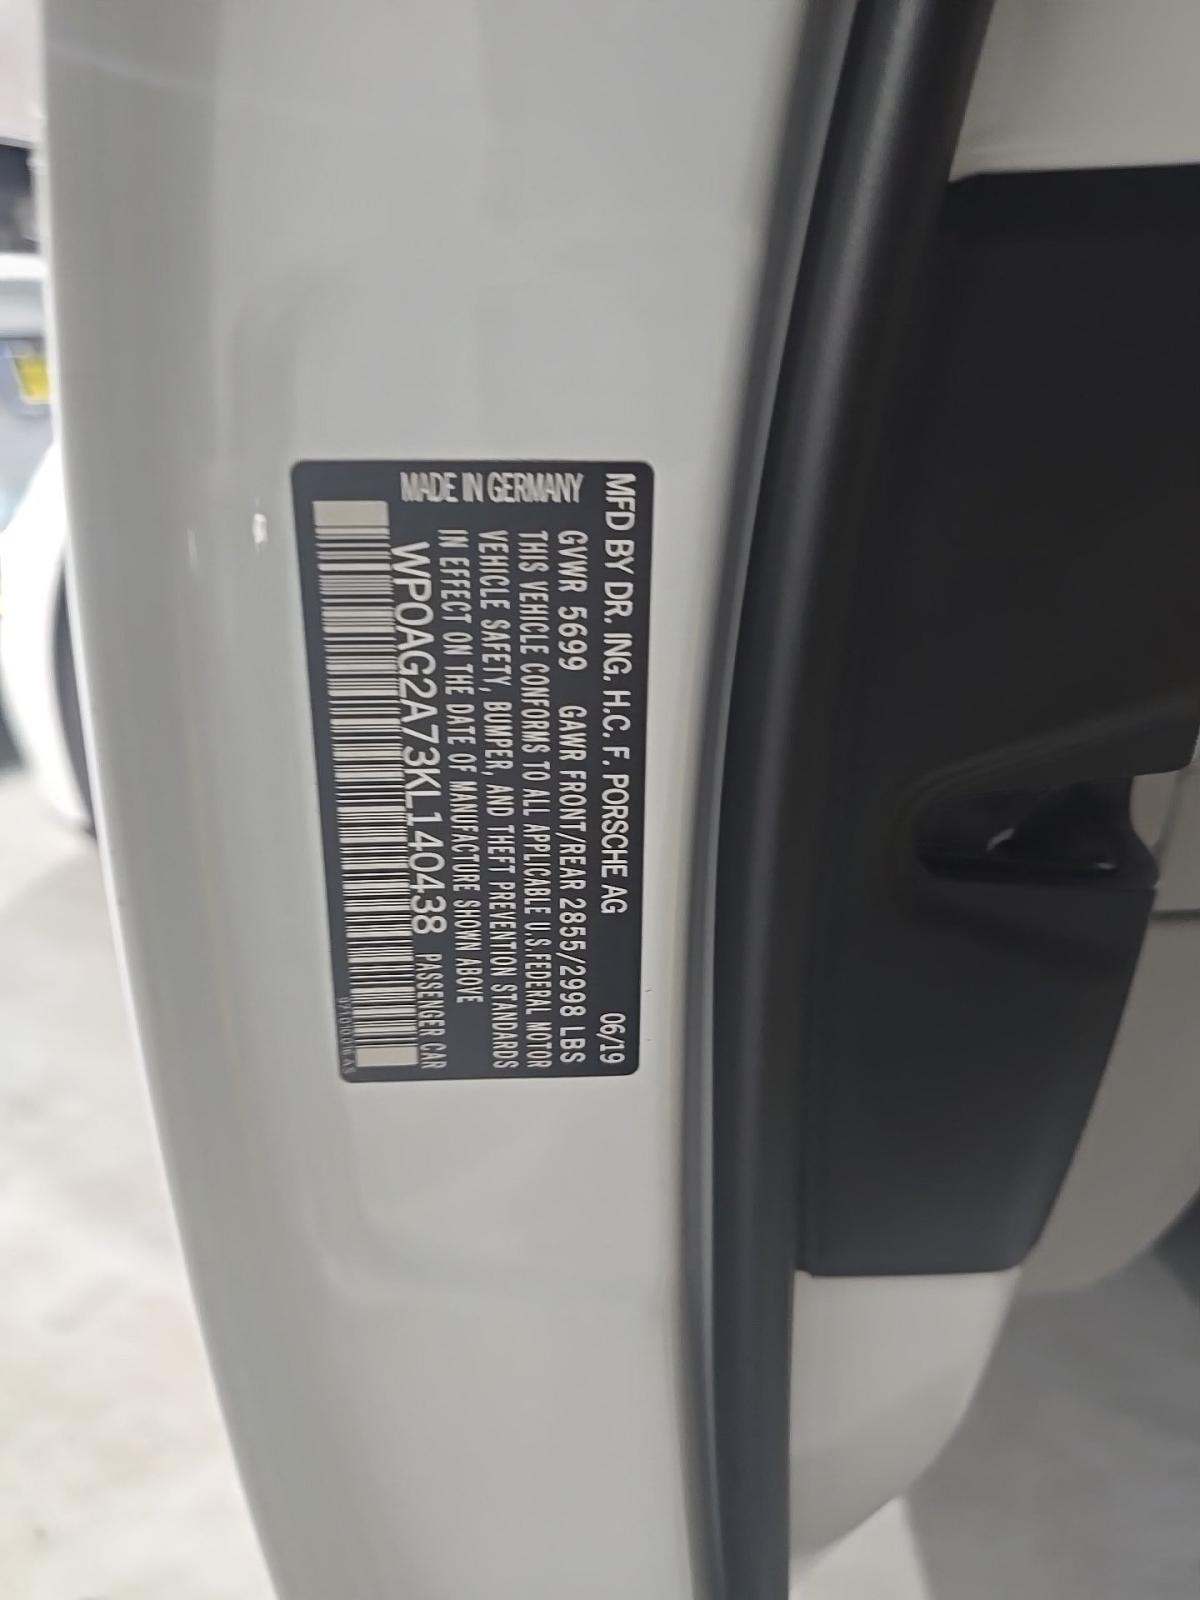 MFD BY DR. ING. H.C. F. PORSCHE AG 06/19
GVWR 5699 GAWR FRONT/REAR 2855/2998 LBS
THIS VEHICLE CONFORMS TO ALL APPLICABLE U.S.FEDERAL MOTOR
VEHICLE SAFETY, BUMPER, AND THEFT PREVENTION STANDARDS
IN EFFECT ON THE DATE OF MANUFACTURE SHOWN ABOVE
MADE IN GERMANY
WP0AG2A73KL140438 PASSENGER CAR